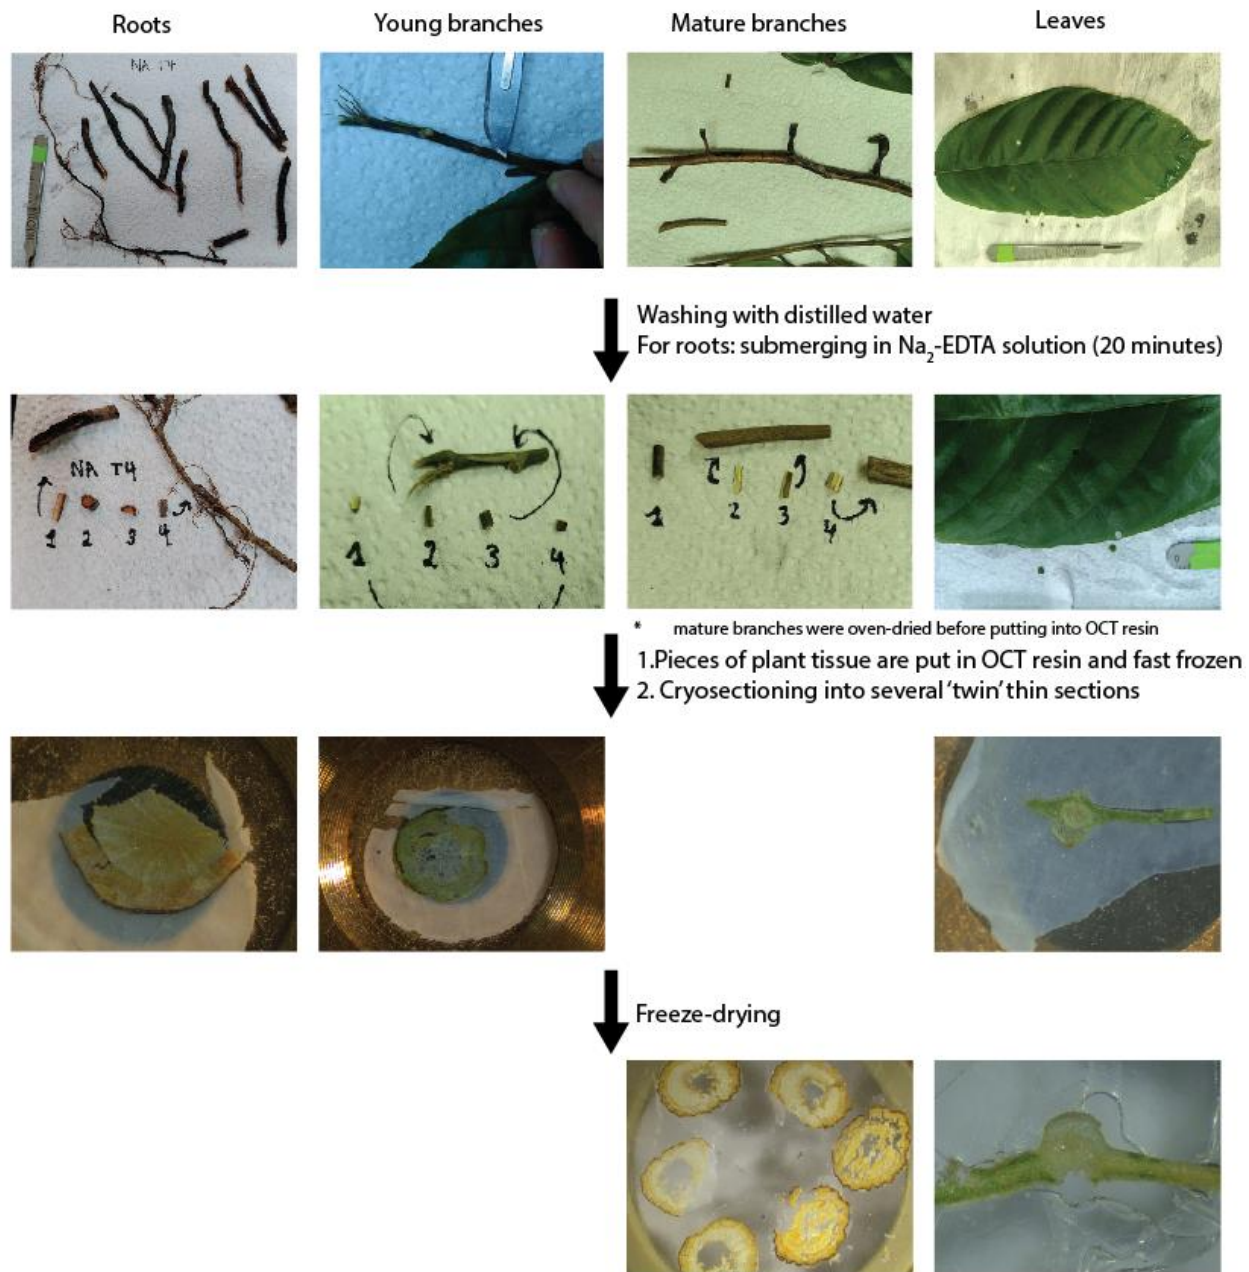 Roots
Young branches
Mature branches
Leaves
NA T4
Washing with distilled water
For roots: submerging in Na₂-EDTA solution (20 minutes)
NA T4
1 2 3 4
1 2 3 4
1 2 3 4
* mature branches were oven-dried before putting into OCT resin
1.Pieces of plant tissue are put in OCT resin and fast frozen
2. Cryosectioning into several 'twin' thin sections
Freeze-drying